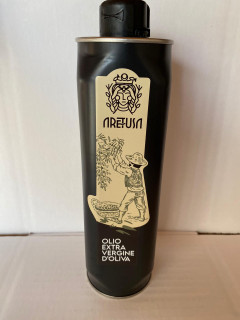 ARETUSA
OLIO
EXTRA
VERGINE
D'OLIVA